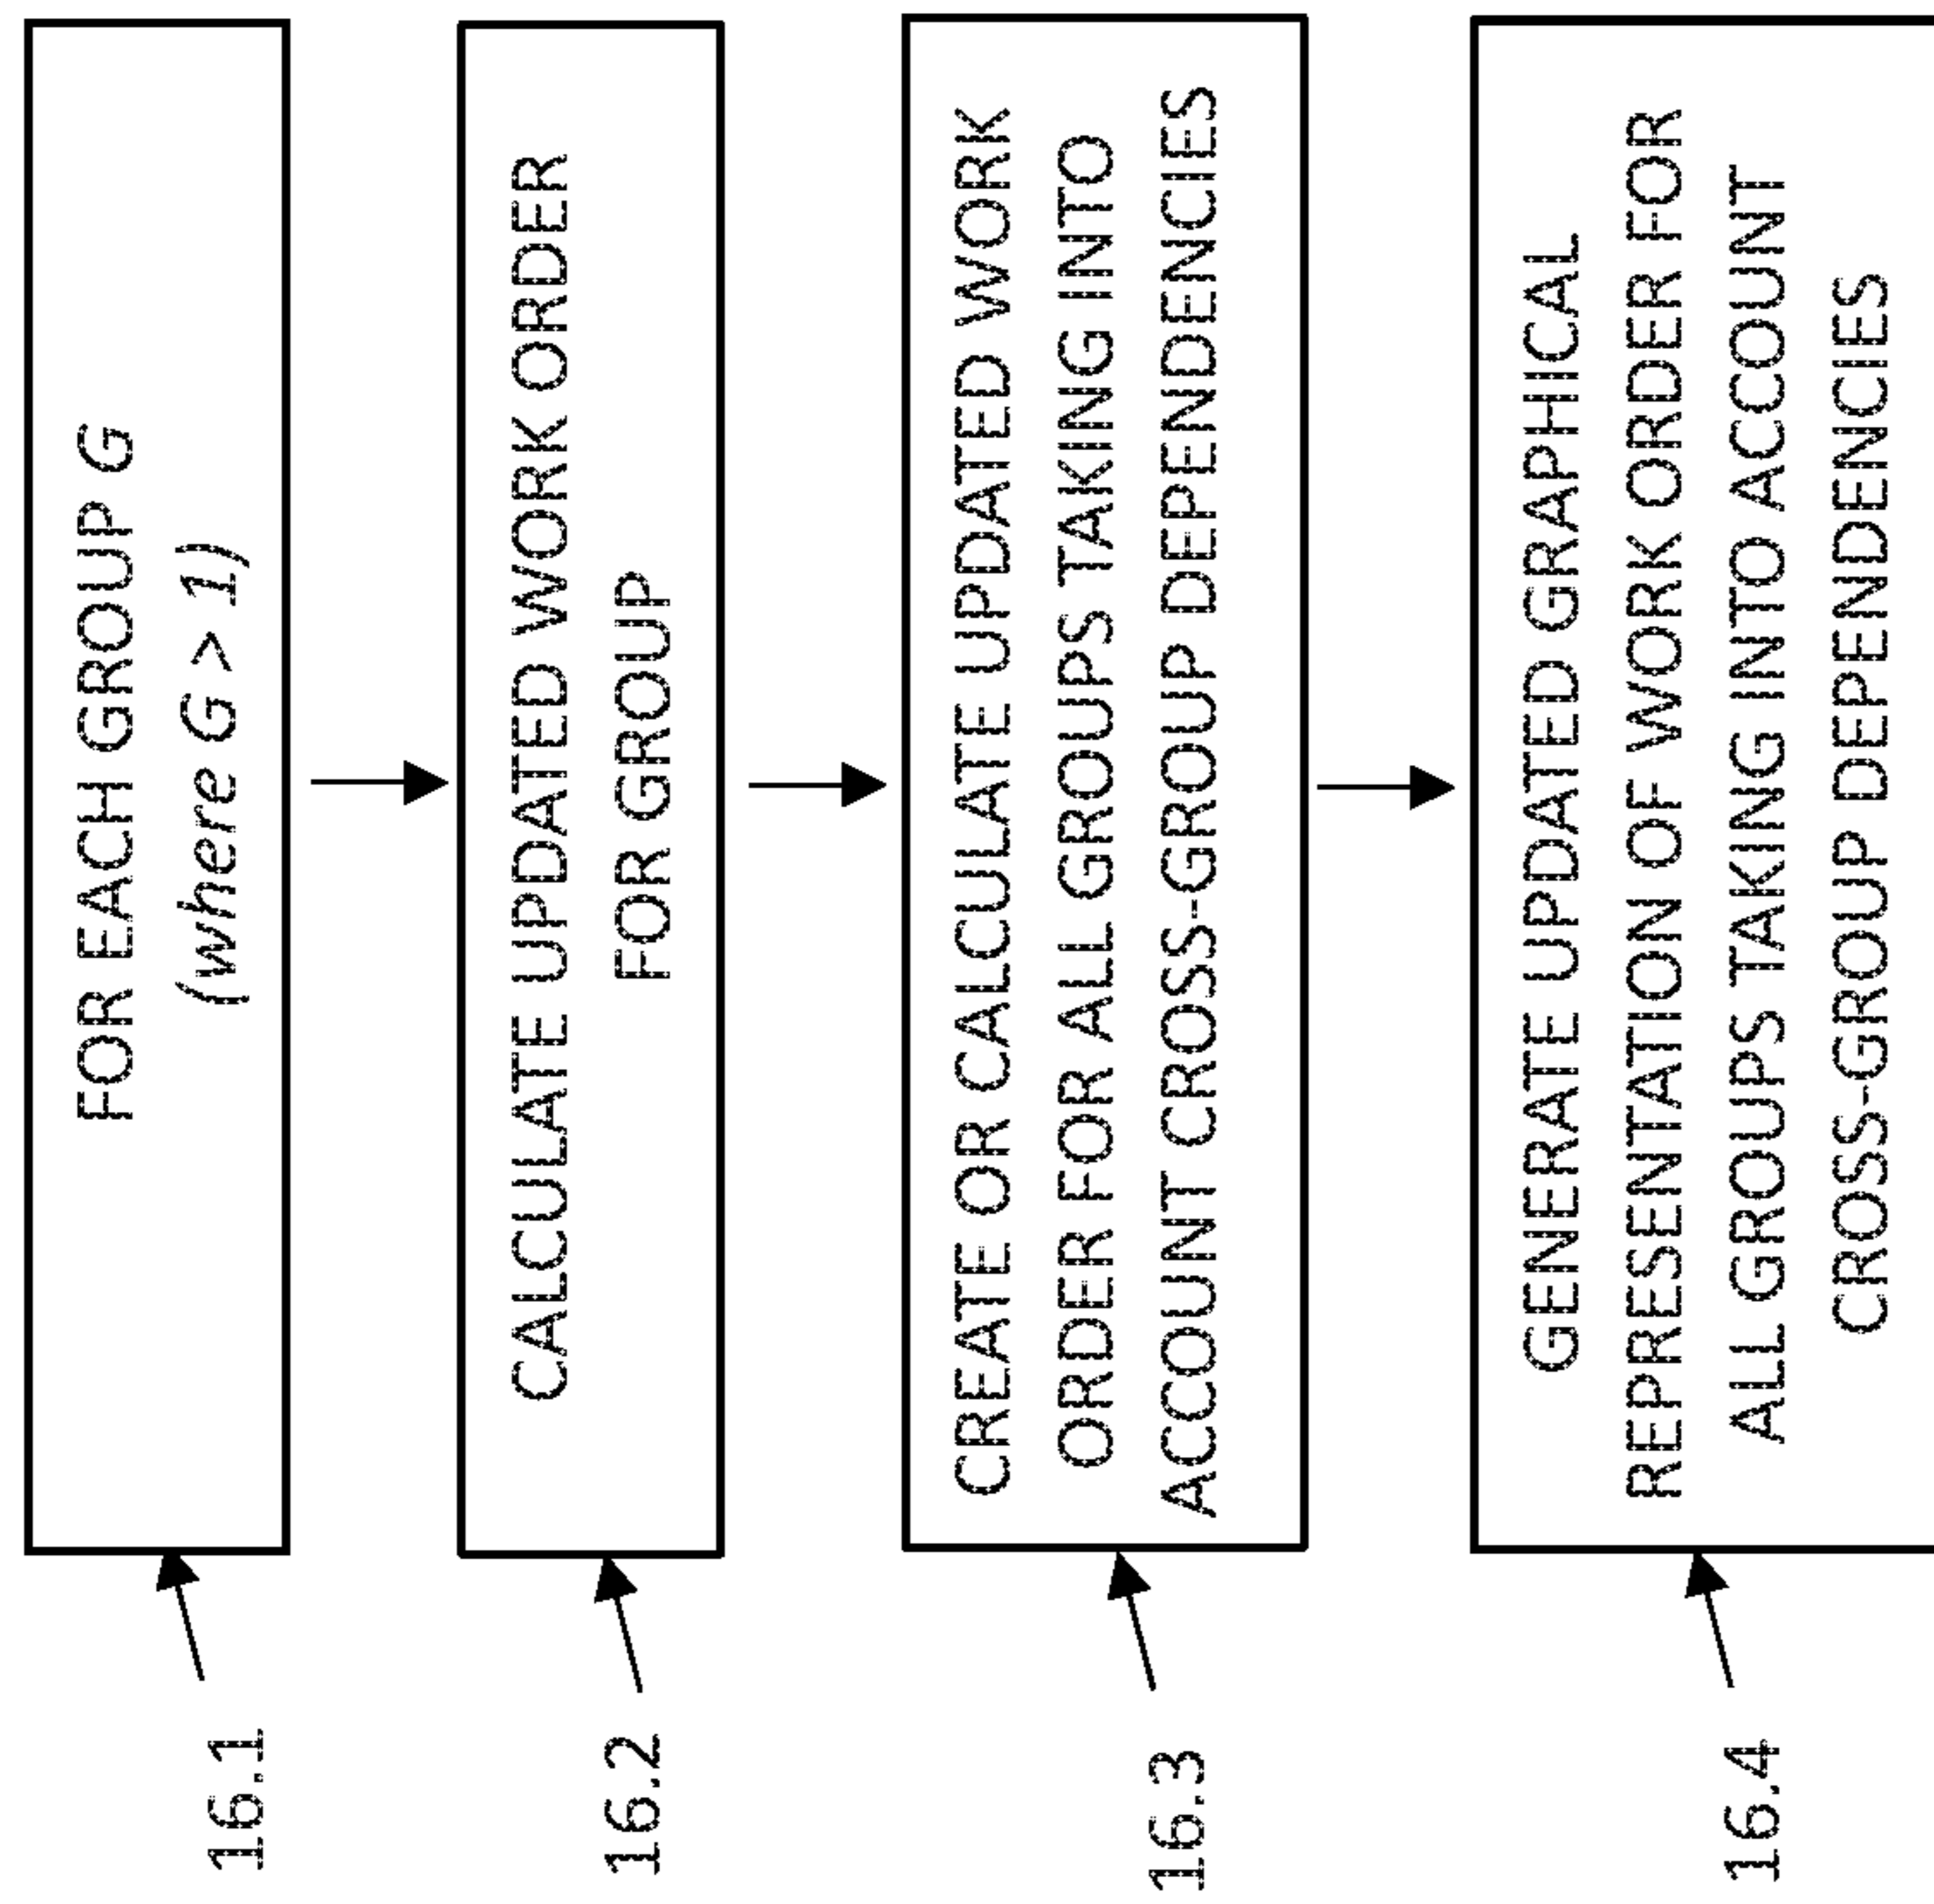 16.1
FOR EACH GROUP G
(where G > 1)
16.2
CALCULATE UPDATED WORK ORDER
FOR GROUP
16.3
CREATE OR CALCULATE UPDATED WORK
ORDER FOR ALL GROUPS TAKING INTO
ACCOUNT CROSS-GROUP DEPENDENCIES
16.4
GENERATE UPDATED GRAPHICAL
REPRESENTATION OF WORK ORDER FOR
ALL GROUPS TAKING INTO ACCOUNT
CROSS-GROUP DEPENDENCIES